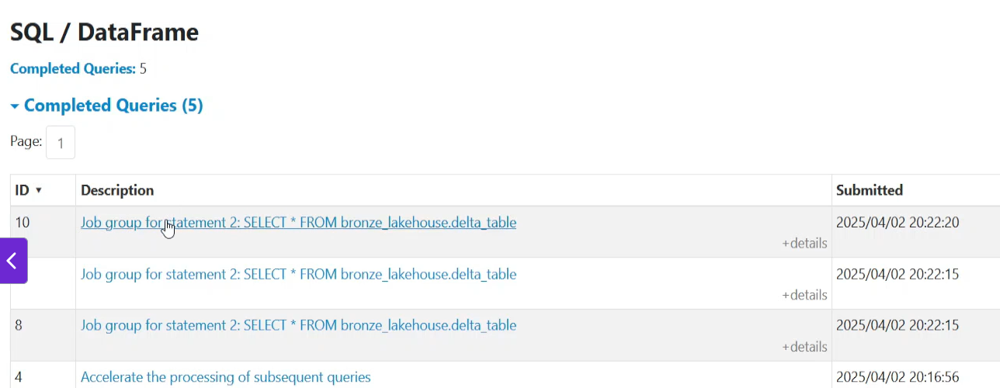 SQL / DataFrame
Completed Queries: 5
Completed Queries (5)
Page: 1
ID Description Submitted
10 Job group for statement 2: SELECT * FROM bronze_lakehouse.delta_table 2025/04/02 20:22:20
+details
Job group for statement 2: SELECT * FROM bronze_lakehouse.delta_table 2025/04/02 20:22:15
+details
8 Job group for statement 2: SELECT * FROM bronze_lakehouse.delta_table 2025/04/02 20:22:15
+details
4 Accelerate the processing of subsequent queries 2025/04/02 20:16:56